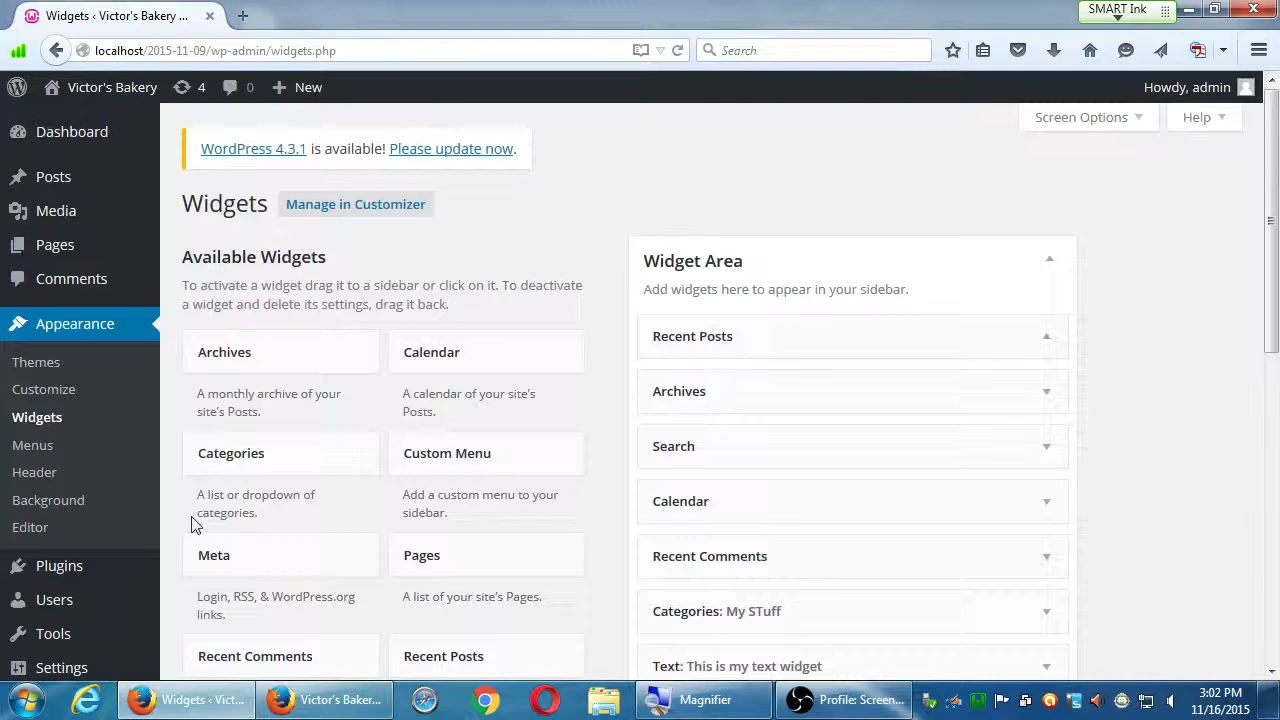 Widgets ‹ Victor's Bakery ...
SMART Ink
localhost/2015-11-09/wp-admin/widgets.php
Search
Victor's Bakery
4
0
New
Howdy, admin
Screen Options
Help
Dashboard
Posts
Media
Pages
Comments
Appearance
Themes
Customize
Widgets
Menus
Header
Background
Editor
Plugins
Users
Tools
Settings
WordPress 4.3.1 is available! Please update now.
Widgets
Manage in Customizer
Available Widgets
To activate a widget drag it to a sidebar or click on it. To deactivate
a widget and delete its settings, drag it back.
Archives
A monthly archive of your
site's Posts.
Calendar
A calendar of your site's
Posts.
Categories
A list or dropdown of
categories.
Custom Menu
Add a custom menu to your
sidebar.
Meta
Login, RSS, & WordPress.org
links.
Pages
A list of your site's Pages.
Recent Comments
Recent Posts
Widget Area
Add widgets here to appear in your sidebar.
Recent Posts
Archives
Search
Calendar
Recent Comments
Categories: My STuff
Text: This is my text widget
Widgets ‹ Vict...
Victor's Bakery...
Magnifier
Profile: Screen...
3:02 PM
11/16/2015